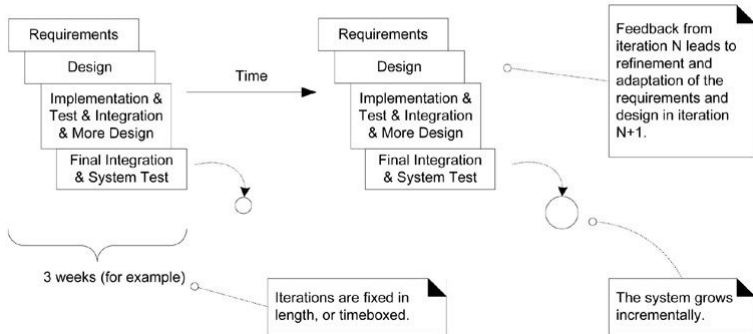 Requirements
Design
Implementation &
Test & Integration
& More Design
Final Integration
& System Test
Time
Requirements
Design
Implementation &
Test & Integration
& More Design
Final Integration
& System Test
Feedback from
iteration N leads to
refinement and
adaptation of the
requirements and
design in iteration
N+1.
3 weeks (for example)
Iterations are fixed in
length, or timeboxed.
The system grows
incrementally.